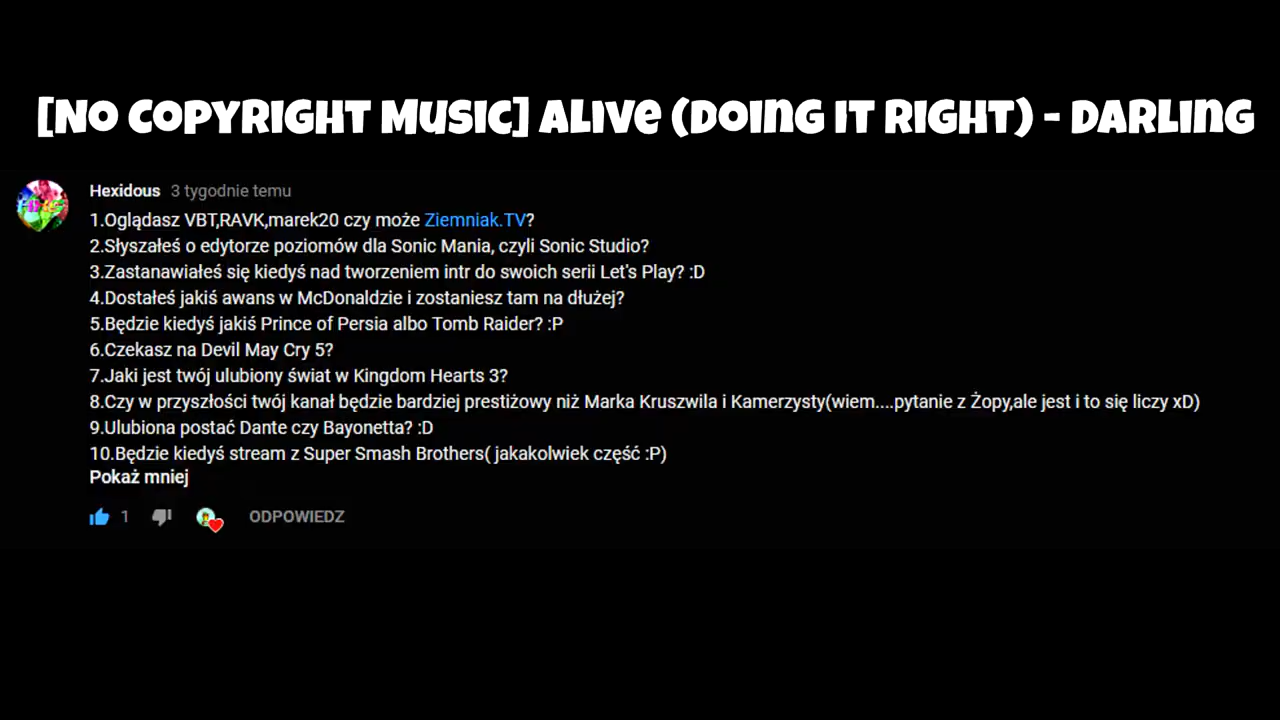 [No Copyright Music] Alive (Doing It Right) - Darling
Hexidous 3 tygodnie temu
1.Oglądasz VBT,RAVK,marek20 czy może Ziemniak.TV?
2.Słyszałeś o edytorze poziomów dla Sonic Mania, czyli Sonic Studio?
3.Zastanawiałeś się kiedyś nad tworzeniem intr do swoich serii Let's Play? :D
4.Dostałeś jakiś awans w McDonaldzie i zostaniesz tam na dłużej?
5.Będzie kiedyś jakiś Prince of Persia albo Tomb Raider? :P
6.Czekasz na Devil May Cry 5?
7.Jaki jest twój ulubiony świat w Kingdom Hearts 3?
8.Czy w przyszłości twój kanał będzie bardziej prestiżowy niż Marka Kruszwila i Kamerzysty(wiem....pytanie z Żopy,ale jest i to się liczy xD)
9.Ulubiona postać Dante czy Bayonetta? :D
10.Będzie kiedyś stream z Super Smash Brothers( jakakolwiek część :P)
Pokaż mniej
1 ODPOWIEDZ